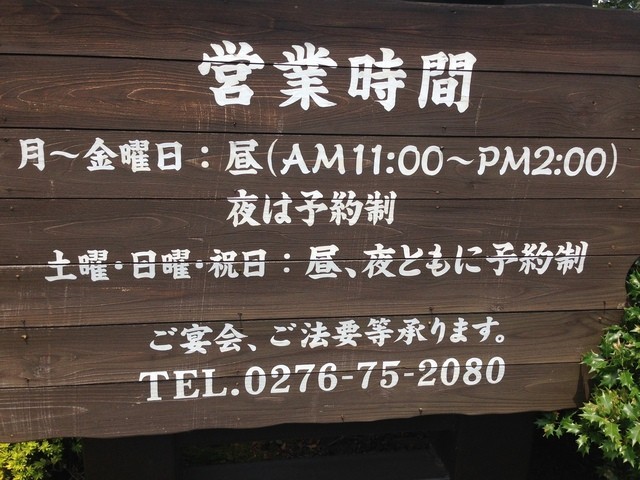 営業時間
月～金曜日：昼(AM11:00～PM2:00)
夜は予約制
土曜・日曜・祝日：昼、夜ともに予約制
ご宴会、ご法要等承ります。
TEL.0276-75-2080